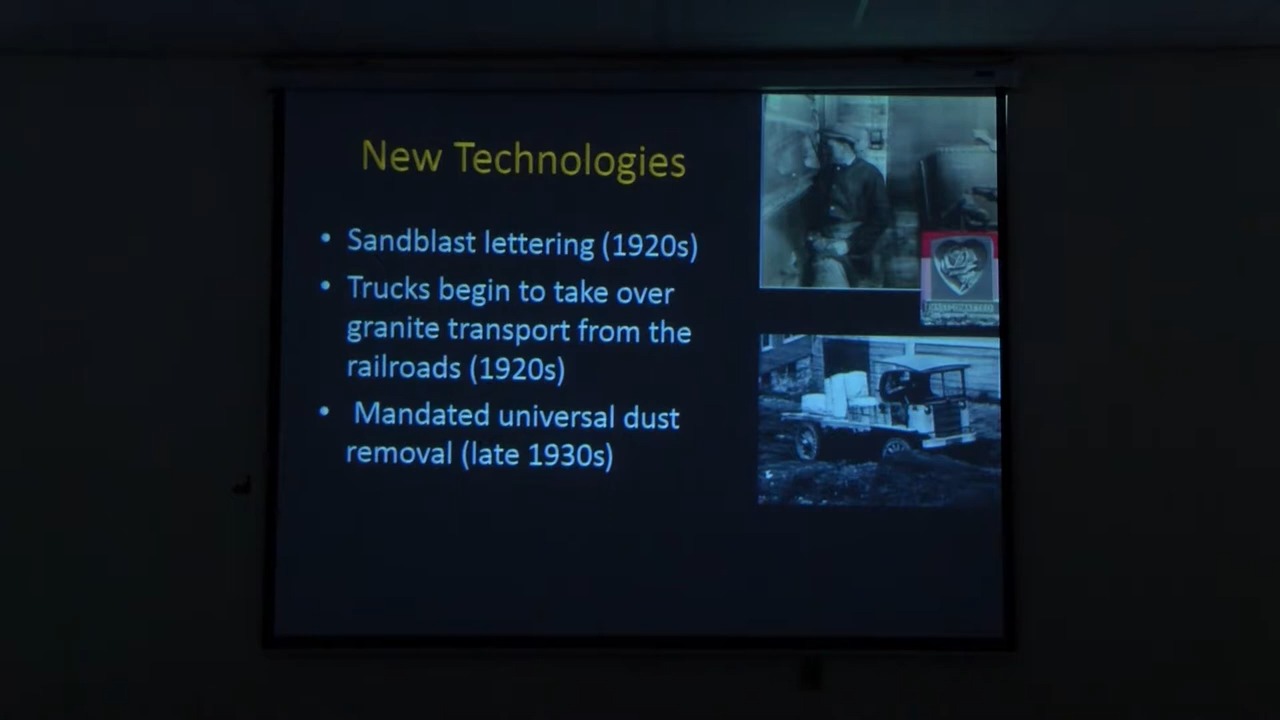 New Technologies
• Sandblast lettering (1920s)
• Trucks begin to take over
granite transport from the
railroads (1920s)
• Mandated universal dust
removal (late 1930s)